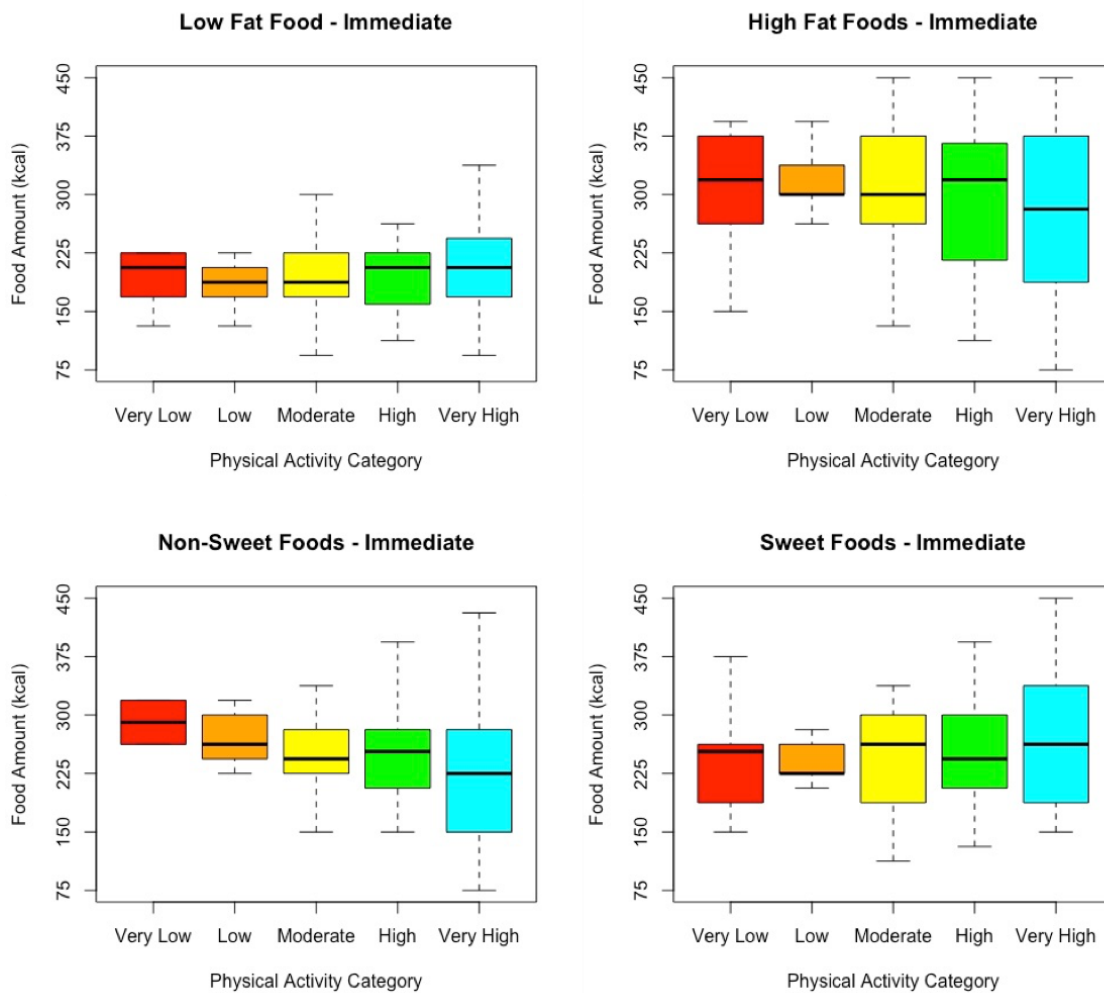 Low Fat Food - Immediate
Food Amount (kcal)
450
375
300
225
150
75
Very Low Low Moderate High Very High
Physical Activity Category
High Fat Foods - Immediate
Food Amount (kcal)
450
375
300
225
150
75
Very Low Low Moderate High Very High
Physical Activity Category
Non-Sweet Foods - Immediate
Food Amount (kcal)
450
375
300
225
150
75
Very Low Low Moderate High Very High
Physical Activity Category
Sweet Foods - Immediate
Food Amount (kcal)
450
375
300
225
150
75
Very Low Low Moderate High Very High
Physical Activity Category